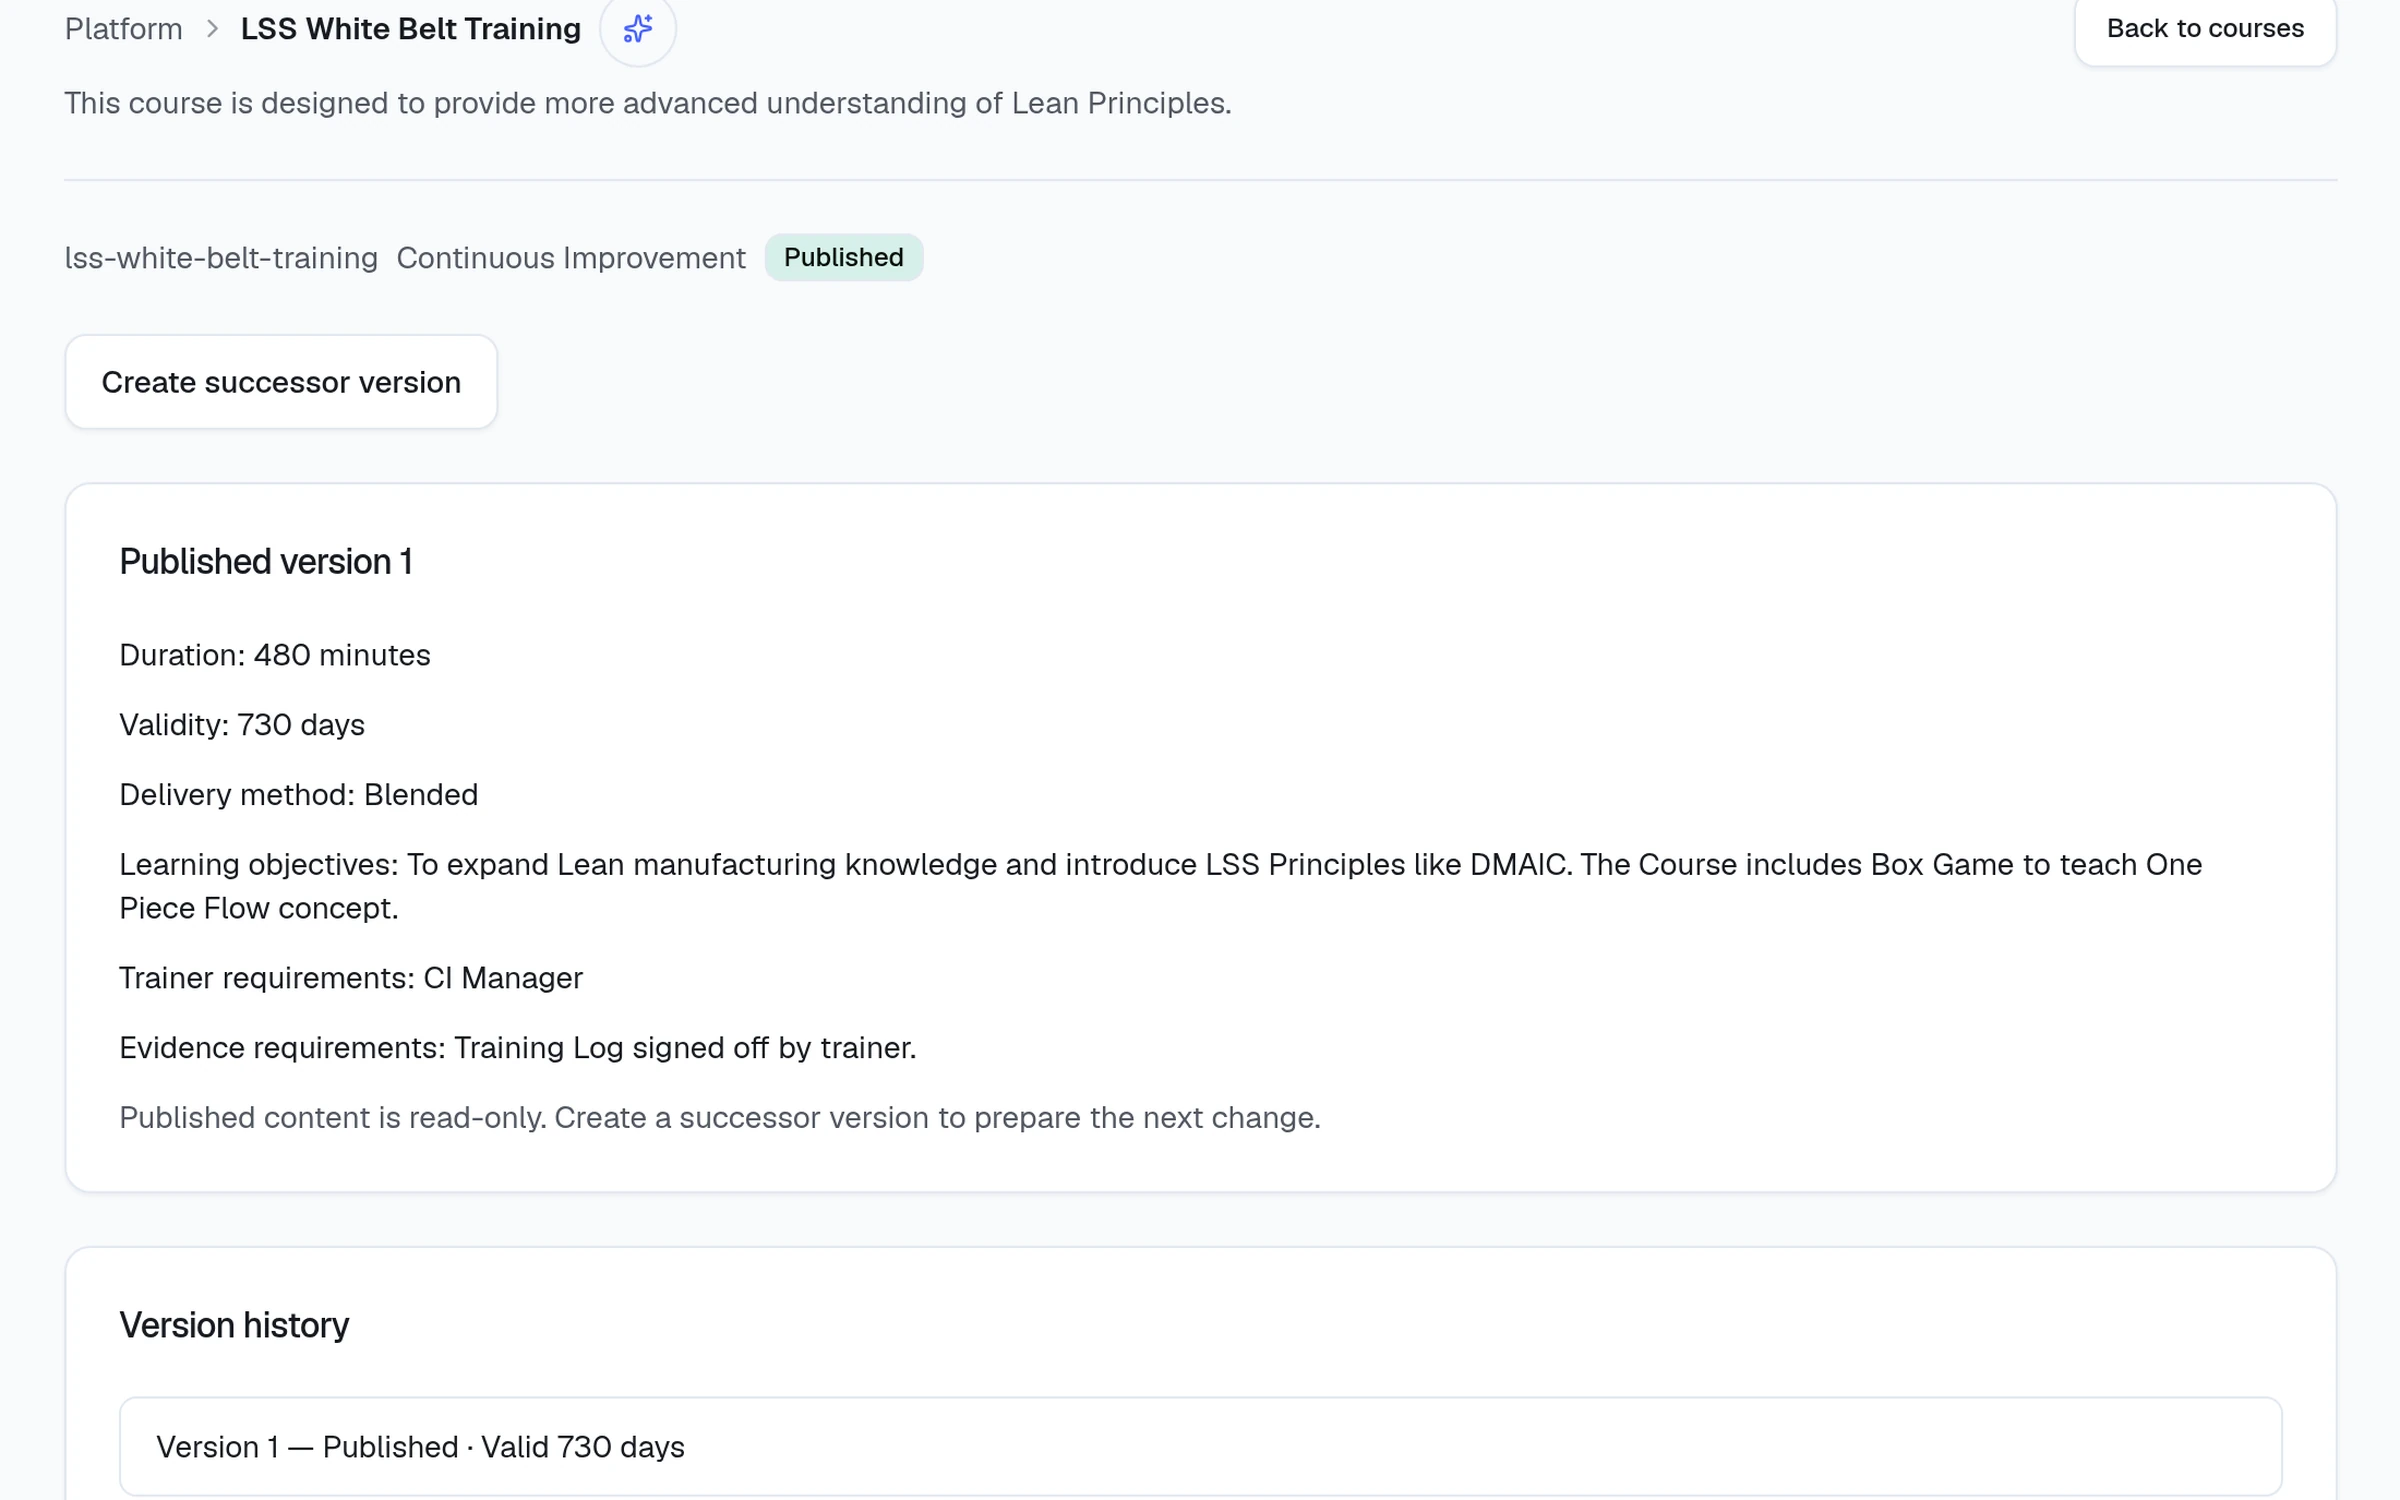 Platform > LSS White Belt Training
Back to courses
This course is designed to provide more advanced understanding of Lean Principles.
lss-white-belt-training Continuous Improvement Published
Create successor version
Published version 1
Duration: 480 minutes
Validity: 730 days
Delivery method: Blended
Learning objectives: To expand Lean manufacturing knowledge and introduce LSS Principles like DMAIC. The Course includes Box Game to teach One
Piece Flow concept.
Trainer requirements: CI Manager
Evidence requirements: Training Log signed off by trainer.
Published content is read-only. Create a successor version to prepare the next change.
Version history
Version 1 — Published · Valid 730 days